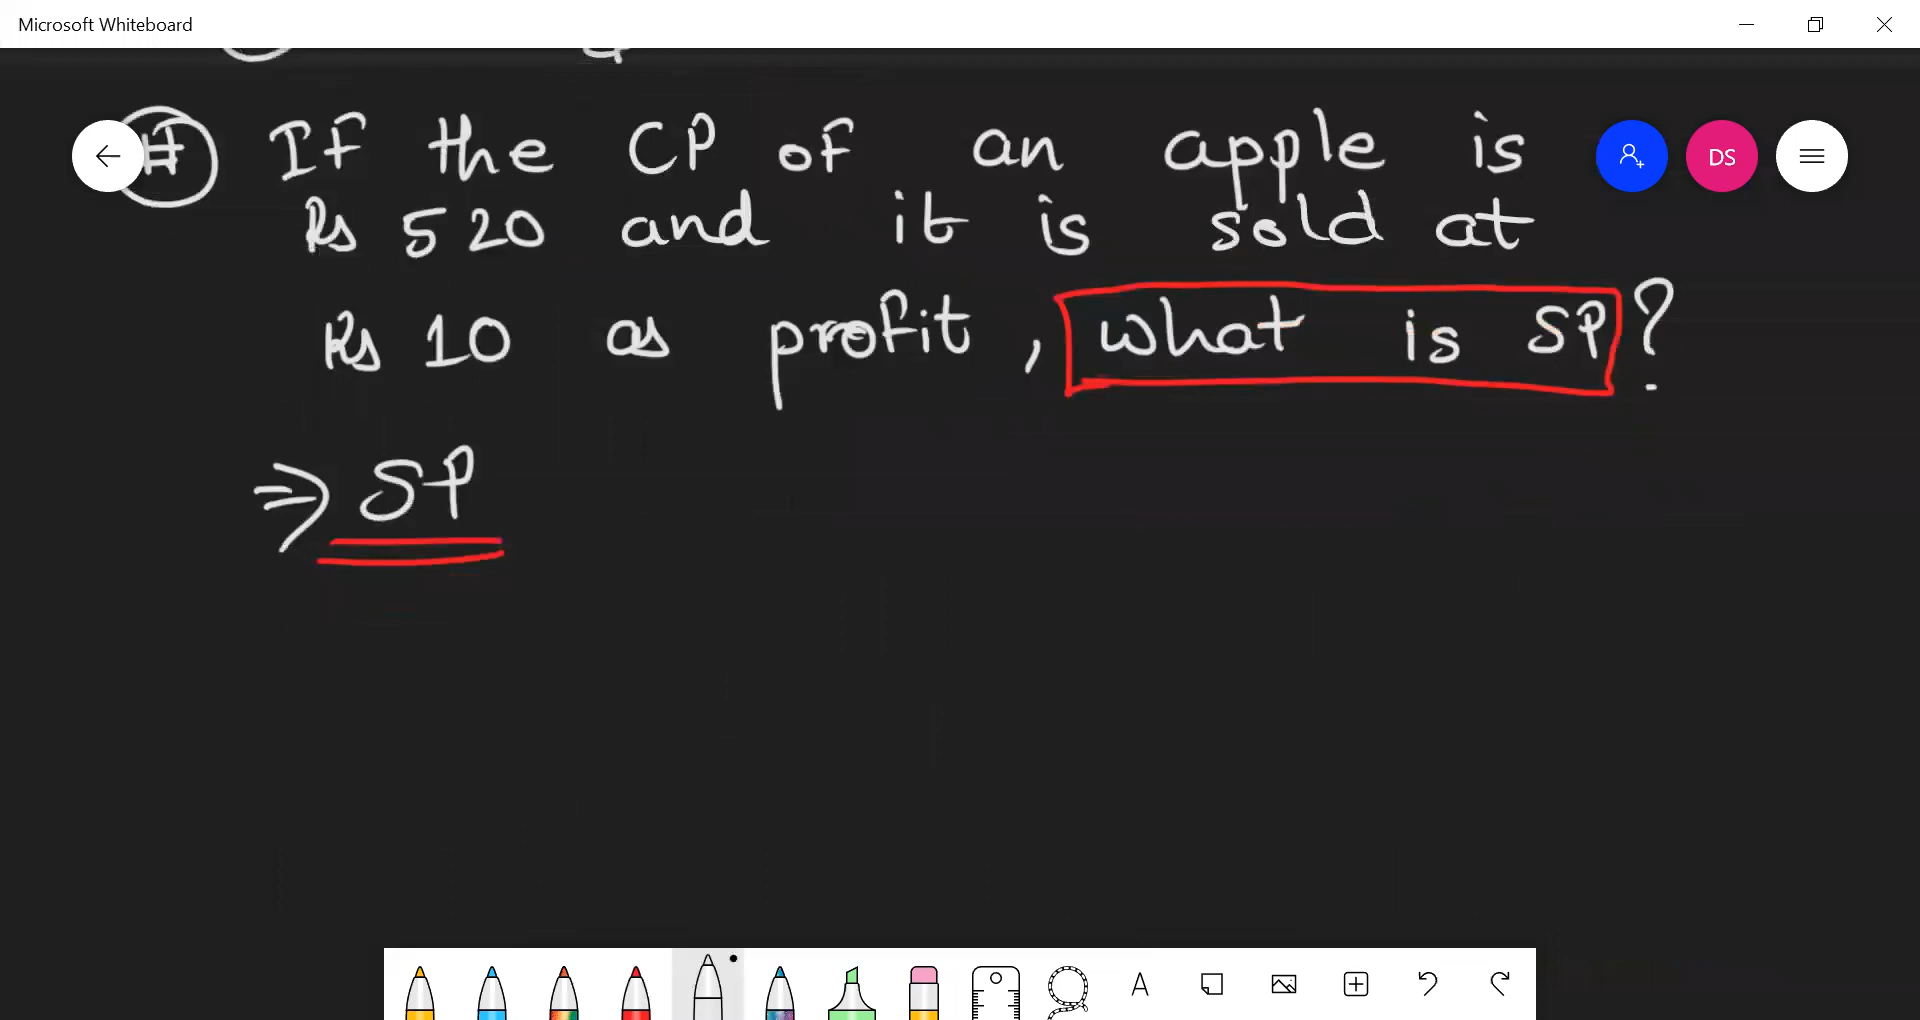 Microsoft Whiteboard
# If the CP of an apple is
Rs 520 and it is sold at
Rs 10 as profit, what is SP?
⇒ SP
DS
A